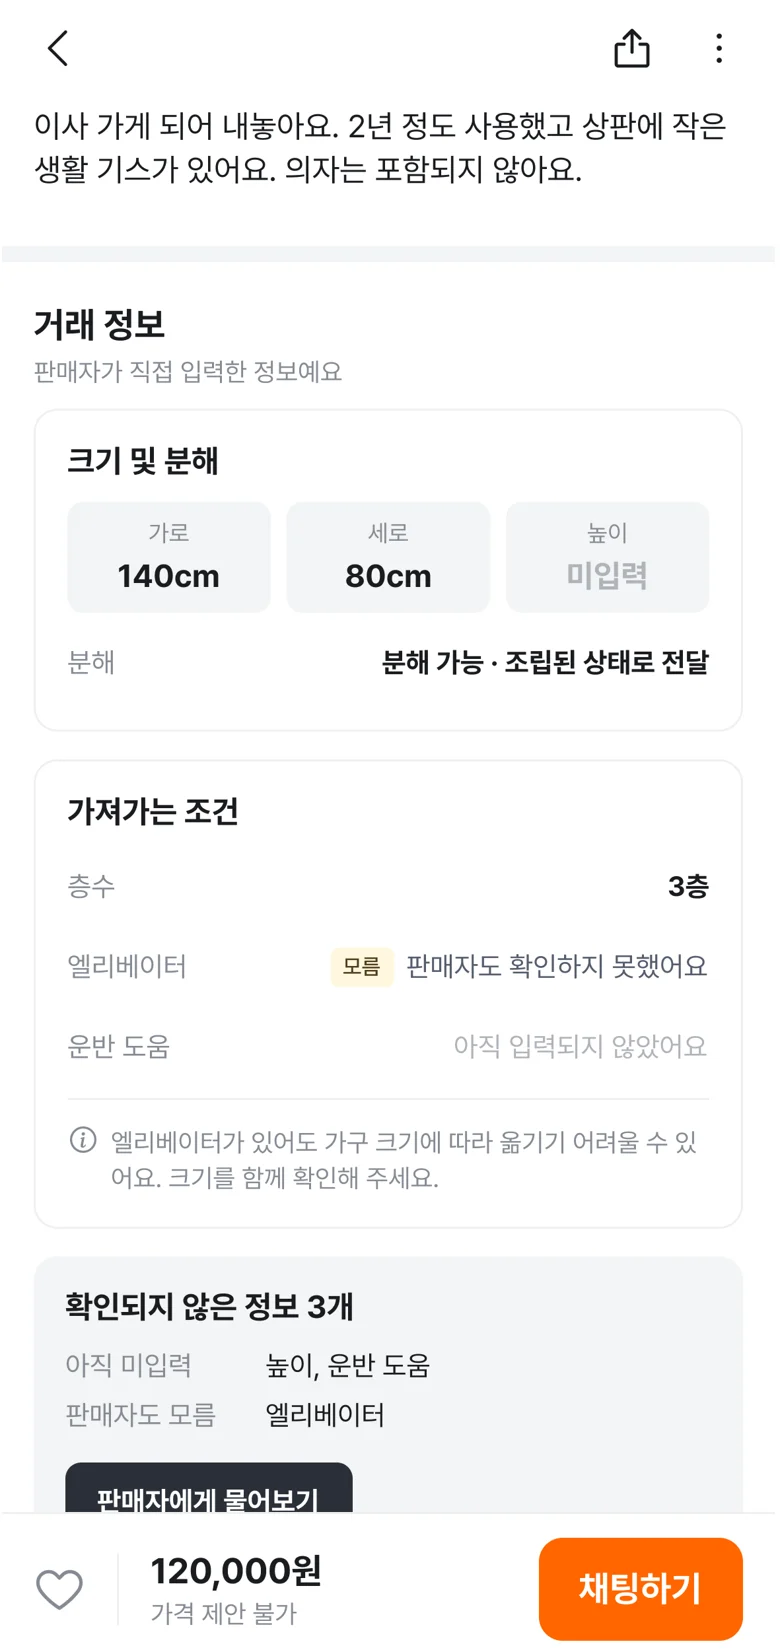 이사 가게 되어 내놓아요. 2년 정도 사용했고 상판에 작은
생활 기스가 있어요. 의자는 포함되지 않아요.
거래 정보
판매자가 직접 입력한 정보예요
크기 및 분해
가로
140cm
세로
80cm
높이
미입력
분해
분해 가능 · 조립된 상태로 전달
가져가는 조건
층수
3층
엘리베이터
모름
판매자도 확인하지 못했어요
운반 도움
아직 입력되지 않았어요
엘리베이터가 있어도 가구 크기에 따라 옮기기 어려울 수 있
어요. 크기를 함께 확인해 주세요.
확인되지 않은 정보 3개
아직 미입력
높이, 운반 도움
판매자도 모름
엘리베이터
판매자에게 물어보기
120,000원
가격 제안 불가
채팅하기